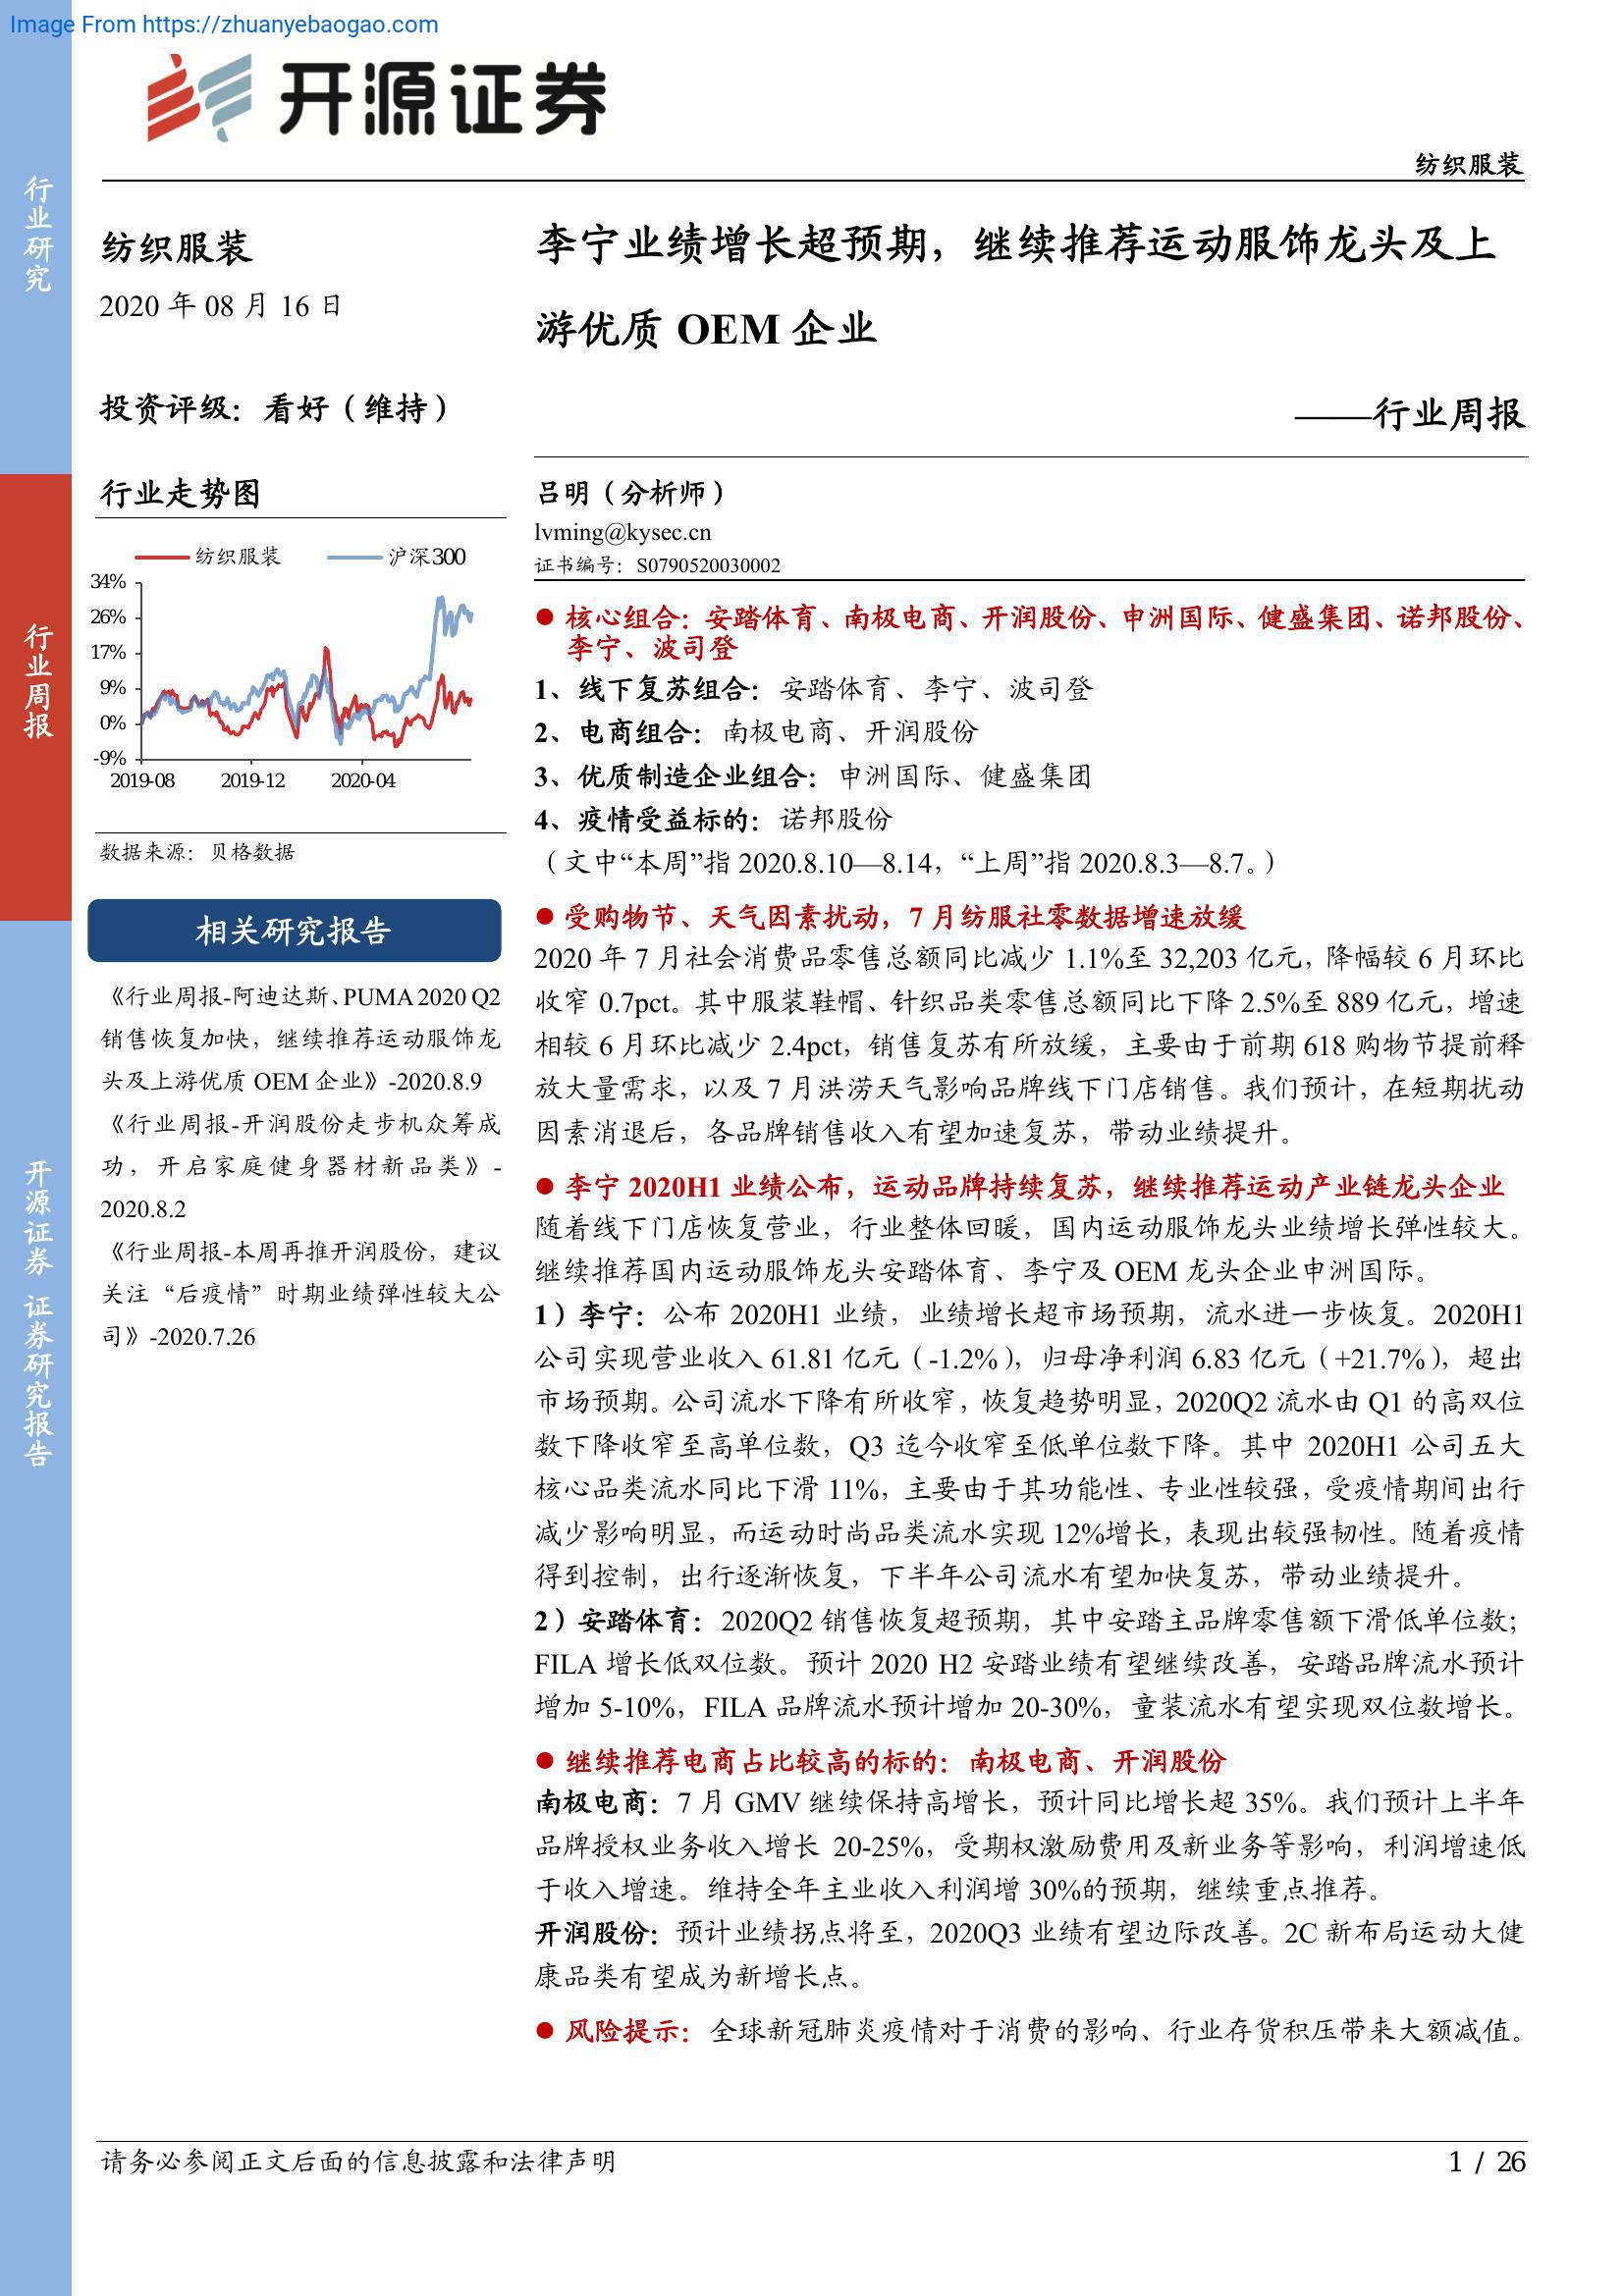 Image From https://zhuanyebaogao.com
开源证券
纺织服装
行业研究
行业周报
开源证券 证券研究报告
纺织服装
2020 年 08 月 16 日
投资评级：看好（维持）
行业走势图
纺织服装 沪深300
34%
26%
17%
9%
0%
-9%
2019-08 2019-12 2020-04
数据来源：贝格数据
相关研究报告
《行业周报-阿迪达斯、PUMA2020 Q2
销售恢复加快，继续推荐运动服饰龙
头及上游优质 OEM 企业》-2020.8.9
《行业周报-开润股份走步机众筹成
功，开启家庭健身器材新品类》-
2020.8.2
《行业周报-本周再推开润股份，建议
关注“后疫情”时期业绩弹性较大公
司》-2020.7.26
李宁业绩增长超预期，继续推荐运动服饰龙头及上
游优质 OEM 企业
——行业周报
吕明（分析师）
lvming@kysec.cn
证书编号：S0790520030002
● 核心组合：安踏体育、南极电商、开润股份、申洲国际、健盛集团、诺邦股份、
李宁、波司登
1、线下复苏组合：安踏体育、李宁、波司登
2、电商组合：南极电商、开润股份
3、优质制造企业组合：申洲国际、健盛集团
4、疫情受益标的：诺邦股份
（文中“本周”指 2020.8.10—8.14，“上周”指 2020.8.3—8.7。）
● 受购物节、天气因素扰动，7 月纺服社零数据增速放缓
2020 年 7 月社会消费品零售总额同比减少 1.1%至 32,203 亿元，降幅较 6 月环比
收窄 0.7pct。其中服装鞋帽、针织品类零售总额同比下降 2.5%至 889 亿元，增速
相较 6 月环比减少 2.4pct，销售复苏有所放缓，主要由于前期 618 购物节提前释
放大量需求，以及 7 月洪涝天气影响品牌线下门店销售。我们预计，在短期扰动
因素消退后，各品牌销售收入有望加速复苏，带动业绩提升。
● 李宁 2020H1 业绩公布，运动品牌持续复苏，继续推荐运动产业链龙头企业
随着线下门店恢复营业，行业整体回暖，国内运动服饰龙头业绩增长弹性较大。
继续推荐国内运动服饰龙头安踏体育、李宁及 OEM 龙头企业申洲国际。
1）李宁：公布 2020H1 业绩，业绩增长超市场预期，流水进一步恢复。2020H1
公司实现营业收入 61.81 亿元（-1.2%），归母净利润 6.83 亿元（+21.7%），超出
市场预期。公司流水下降有所收窄，恢复趋势明显，2020Q2 流水由 Q1 的高双位
数下降收窄至高单位数，Q3 迄今收窄至低单位数下降。其中 2020H1 公司五大
核心品类流水同比下滑 11%，主要由于其功能性、专业性较强，受疫情期间出行
减少影响明显，而运动时尚品类流水实现 12%增长，表现出较强韧性。随着疫情
得到控制，出行逐渐恢复，下半年公司流水有望加快复苏，带动业绩提升。
2）安踏体育：2020Q2 销售恢复超预期，其中安踏主品牌零售额下滑低单位数；
FILA 增长低双位数。预计 2020 H2 安踏业绩有望继续改善，安踏品牌流水预计
增加 5-10%，FILA 品牌流水预计增加 20-30%，童装流水有望实现双位数增长。
● 继续推荐电商占比较高的标的：南极电商、开润股份
南极电商：7 月 GMV 继续保持高增长，预计同比增长超 35%。我们预计上半年
品牌授权业务收入增长 20-25%，受期权激励费用及新业务等影响，利润增速低
于收入增速。维持全年主业收入利润增 30%的预期，继续重点推荐。
开润股份：预计业绩拐点将至，2020Q3 业绩有望边际改善。2C 新布局运动大健
康品类有望成为新增长点。
● 风险提示：全球新冠肺炎疫情对于消费的影响、行业存货积压带来大额减值。
请务必参阅正文后面的信息披露和法律声明
1 / 26